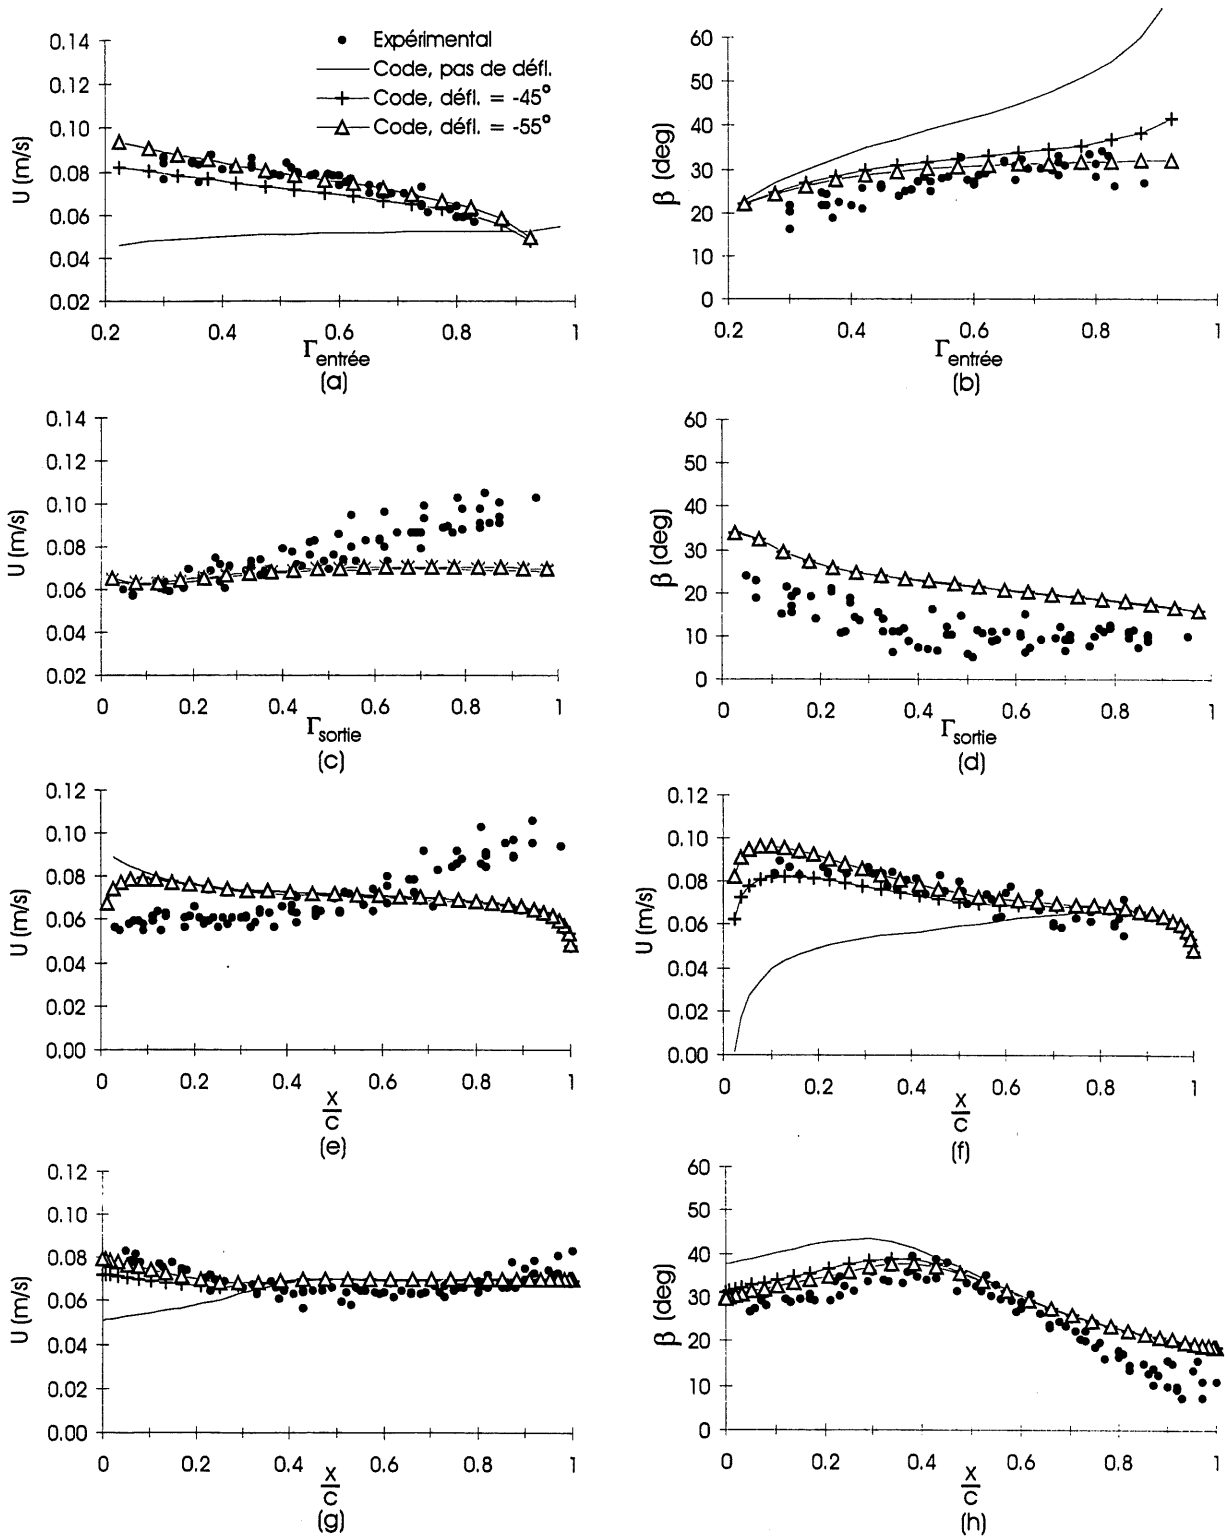 Expérimental
Code, pas de défl.
Code, défl. = -45°
Code, défl. = -55°
U (m/s)
0.14
0.12
0.10
0.08
0.06
0.04
0.02
0.2 0.4 0.6 0.8 1
Γentrée
(a)
β (deg)
60
50
40
30
20
10
0
0.2 0.4 0.6 0.8 1
Γentrée
(b)
U (m/s)
0.14
0.12
0.10
0.08
0.06
0.04
0.02
0 0.2 0.4 0.6 0.8 1
Γsortie
(c)
β (deg)
60
50
40
30
20
10
0
0 0.2 0.4 0.6 0.8 1
Γsortie
(d)
U (m/s)
0.12
0.10
0.08
0.06
0.04
0.02
0.00
0 0.2 0.4 0.6 0.8 1
x
c
(e)
U (m/s)
0.12
0.10
0.08
0.06
0.04
0.02
0.00
0 0.2 0.4 0.6 0.8 1
x
c
(f)
U (m/s)
0.12
0.10
0.08
0.06
0.04
0.02
0.00
0 0.2 0.4 0.6 0.8 1
x
c
(g)
β (deg)
60
50
40
30
20
10
0
0 0.2 0.4 0.6 0.8 1
x
c
(h)